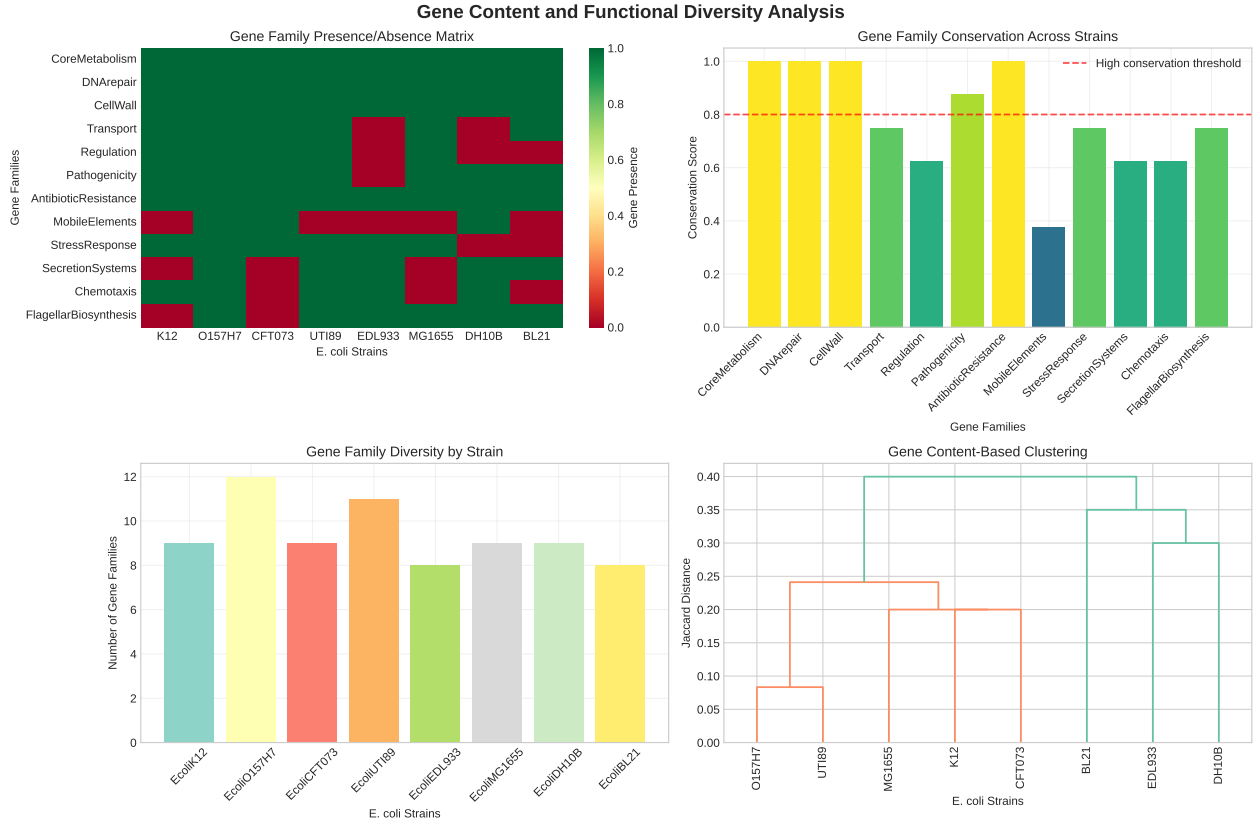 Gene Content and Functional Diversity Analysis
Gene Family Presence/Absence Matrix
Gene Families
CoreMetabolism
DNArepair
CellWall
Transport
Regulation
Pathogenicity
AntibioticResistance
MobileElements
StressResponse
SecretionSystems
Chemotaxis
FlagellarBiosynthesis
K12 O157H7 CFT073 UTI89 EDL933 MG1655 DH10B BL21
E. coli Strains
1.0
0.8
0.6
0.4
0.2
0.0
Gene Presence
Gene Family Conservation Across Strains
High conservation threshold
Conservation Score
1.0
0.8
0.6
0.4
0.2
0.0
CoreMetabolism
DNArepair
CellWall
Transport
Regulation
Pathogenicity
AntibioticResistance
MobileElements
StressResponse
SecretionSystems
Chemotaxis
FlagellarBiosynthesis
Gene Families
Gene Family Diversity by Strain
Number of Gene Families
12
10
8
6
4
2
0
EcoliK12
EcoliO157H7
EcoliCFT073
EcoliUTI89
EcoliEDL933
EcoliMG1655
EcoliDH10B
EcoliBL21
E. coli Strains
Gene Content-Based Clustering
Jaccard Distance
0.40
0.35
0.30
0.25
0.20
0.15
0.10
0.05
0.00
O157H7
UTI89
MG1655
K12
CFT073
BL21
EDL933
DH10B
E. coli Strains